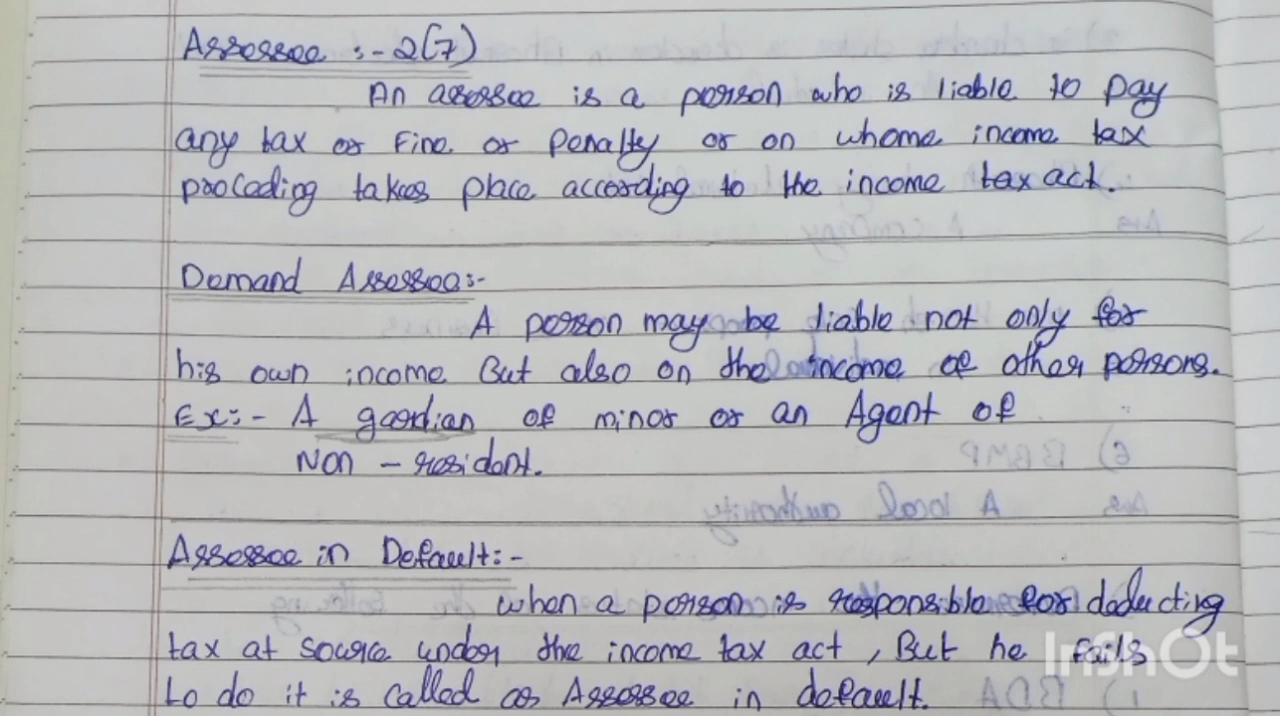 Assessee :- 2(7)
An assessee is a person who is liable to pay
any tax or Fine or Penalty or on whome income tax
proceding takes place according to the income tax act.
Demand Assessee:-
A person may be liable not only for
his own income But also on the income of other persons.
Ex:- A gardian of minor or an Agent of
Non - resident.
Assessee in Default:-
when a person is responsible for deducting
tax at source under the income tax act, But he fails
to do it is called as Assessee in default.
InShOt